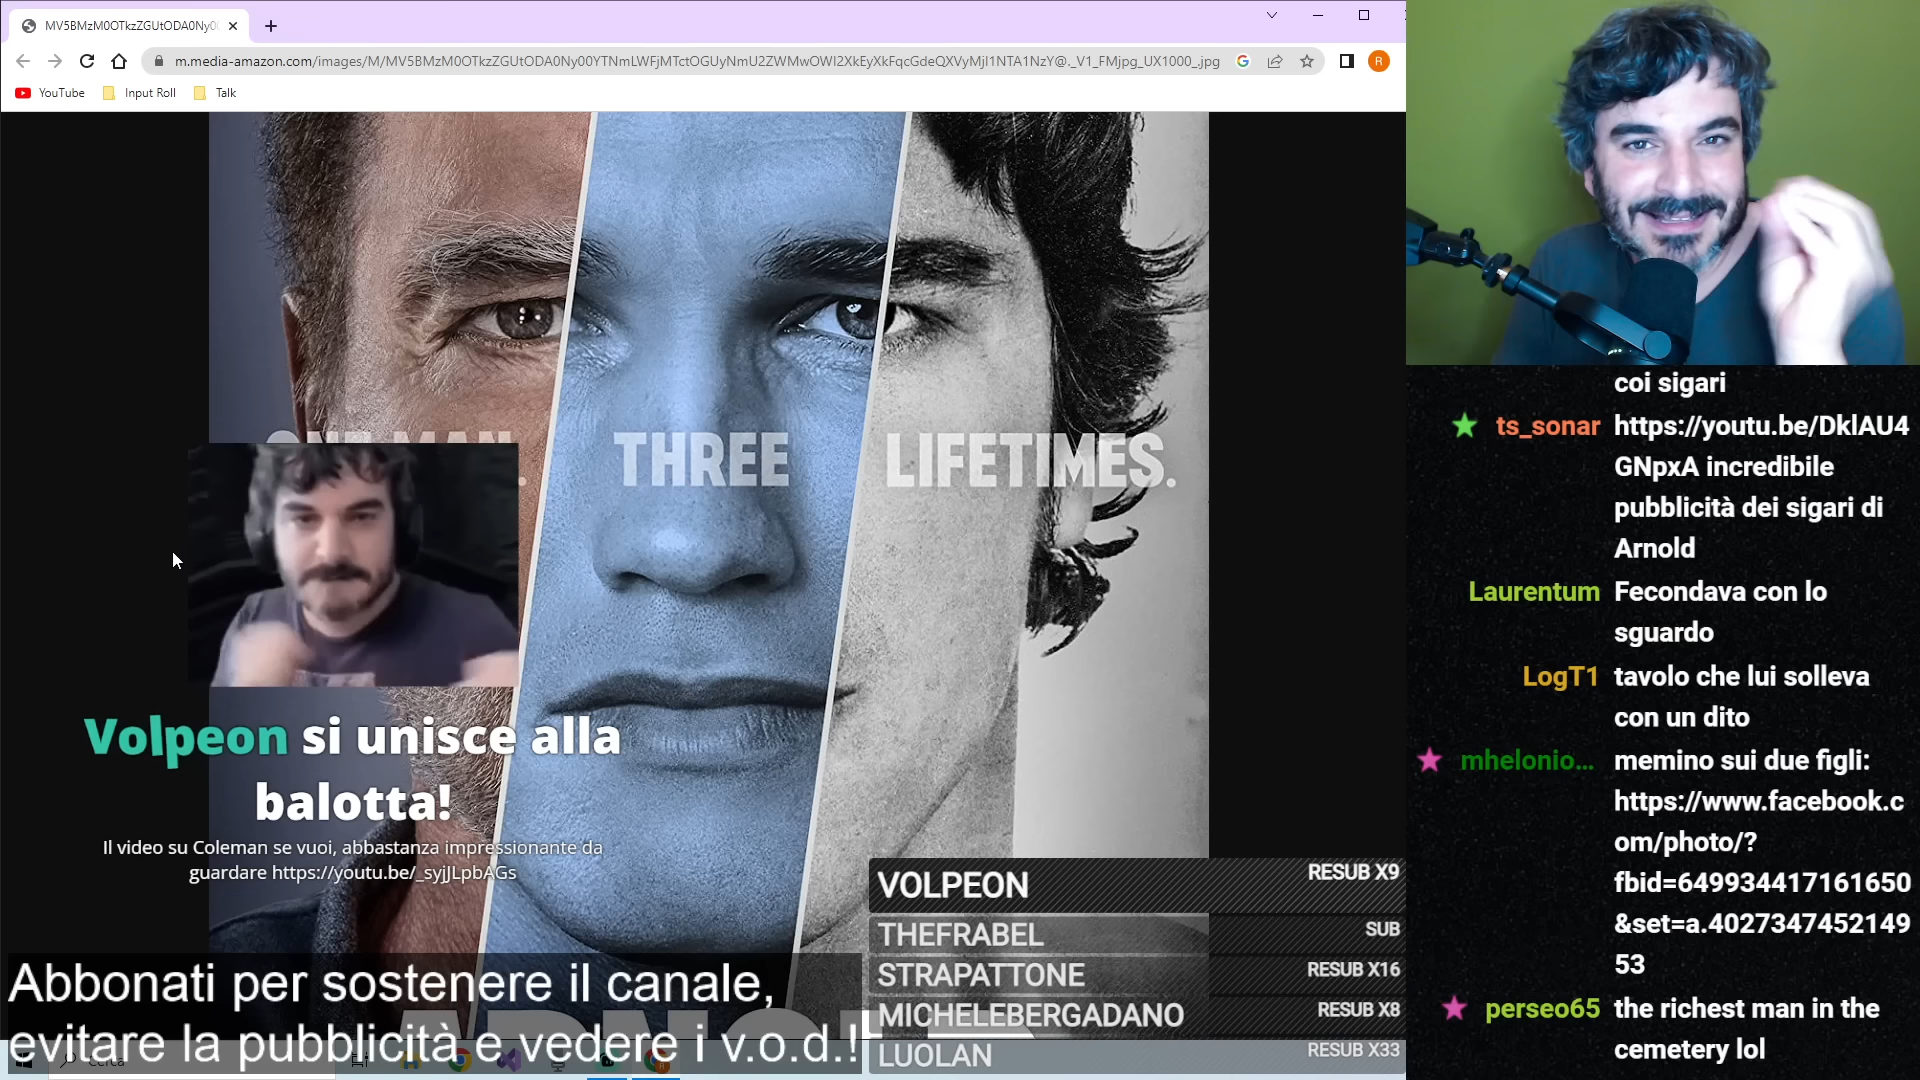 MV5BMzM0OTkzZGUtODA0Ny0
m.media-amazon.com/images/M/MV5BMzM0OTkzZGUtODA0Ny00YTNmLWFjMTctOGUyNmU2ZWMwOWI2XkEyXkFqcGdeQXVyMjI1NTA1NzY@._V1_FMjpg_UX1000_.jpg
R
YouTube
Input Roll
Talk
ONE MAN.
THREE
LIFETIMES.
Volpeon si unisce alla
balotta!
Il video su Coleman se vuoi, abbastanza impressionante da
guardare https://youtu.be/_syjJLpbAGs
Abbonati per sostenere il canale,
evitare la pubblicità e vedere i v.o.d.!
Cerca
VOLPEON RESUB X9
THEFRABEL SUB
STRAPATTONE RESUB X16
MICHELEBERGADANO RESUB X8
LUOLAN RESUB X33
coi sigari
ts_sonar https://youtu.be/DklAU4
GNpxA incredibile
pubblicità dei sigari di
Arnold
Laurentum Fecondava con lo
sguardo
LogT1 tavolo che lui solleva
con un dito
mhelonio... memino sui due figli:
https://www.facebook.c
om/photo/?
fbid=649934417161650
&set=a.4027347452149
53
perseo65 the richest man in the
cemetery lol